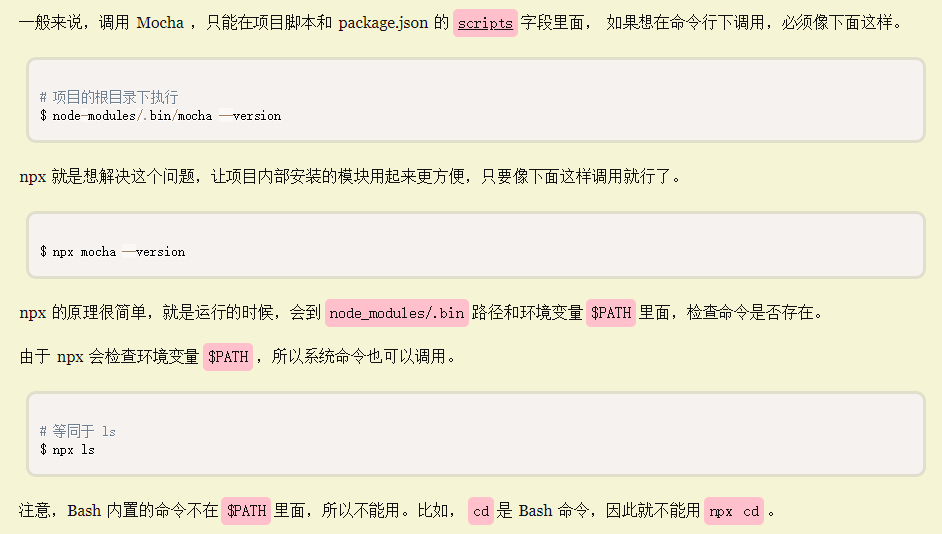 一般来说，调用 Mocha ，只能在项目脚本和 package.json 的 scripts 字段里面， 如果想在命令行下调用，必须像下面这样。
# 项目的根目录下执行
$ node-modules/.bin/mocha --version
npx 就是想解决这个问题，让项目内部安装的模块用起来更方便，只要像下面这样调用就行了。
$ npx mocha --version
npx 的原理很简单，就是运行的时候，会到 node_modules/.bin 路径和环境变量 $PATH 里面，检查命令是否存在。
由于 npx 会检查环境变量 $PATH ，所以系统命令也可以调用。
# 等同于 ls
$ npx ls
注意，Bash 内置的命令不在 $PATH 里面，所以不能用。比如， cd 是 Bash 命令，因此就不能用 npx cd 。